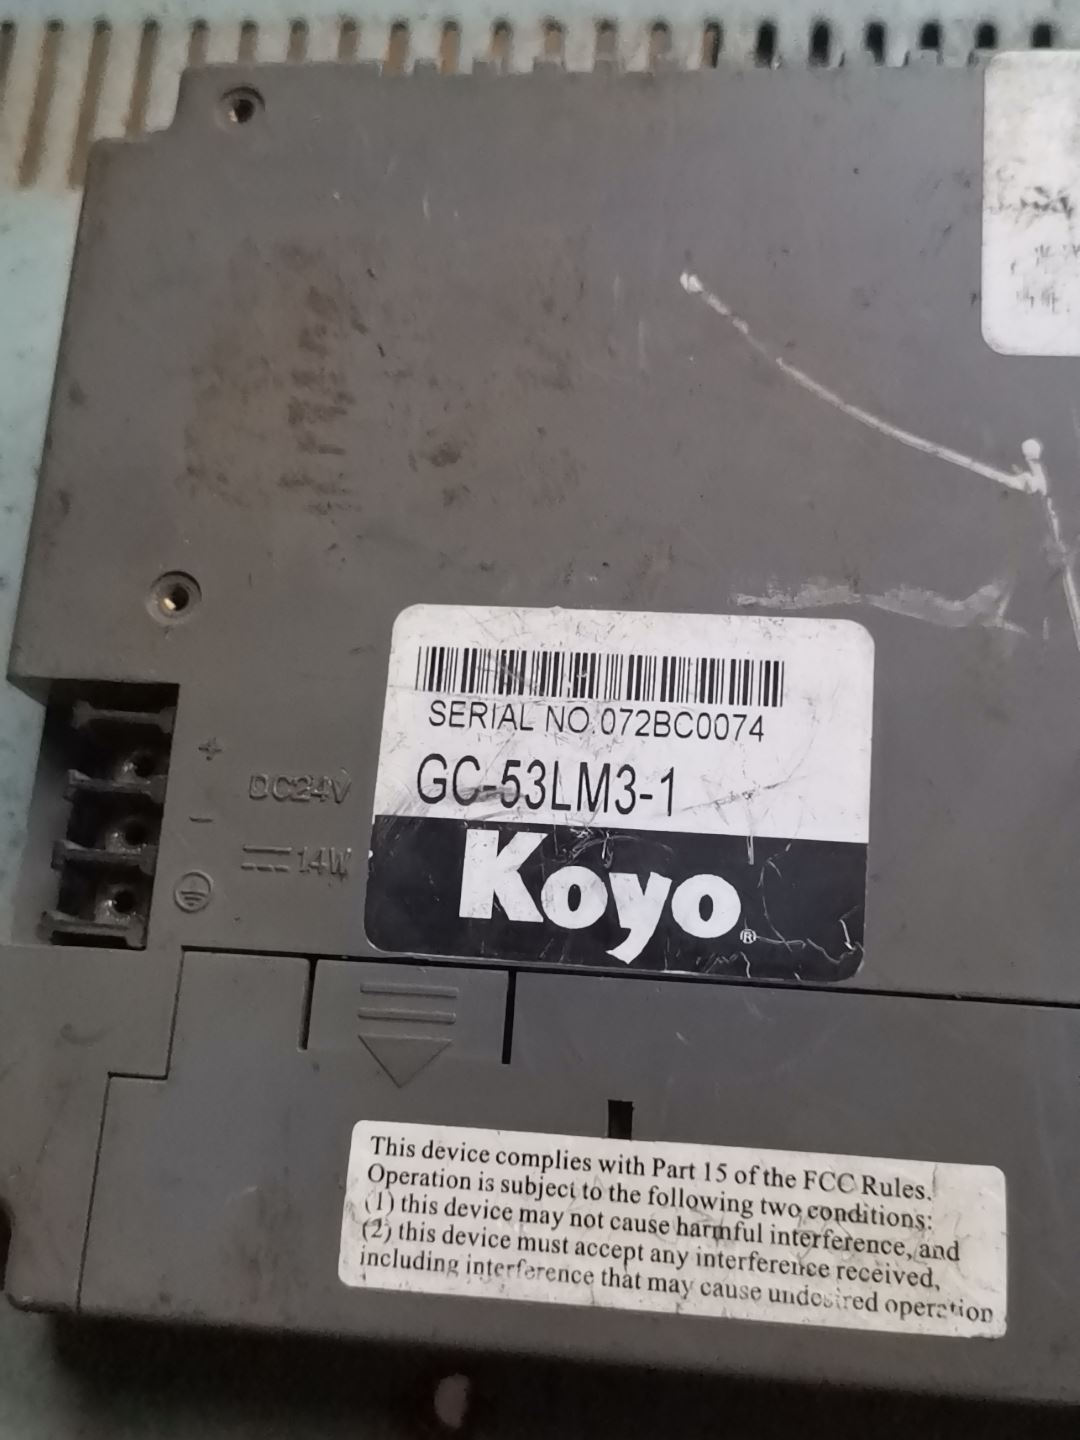 SERIAL NO.072BC0074
GC-53LM3-1
Koyo®
+
DC24V
-
14W
This device complies with Part 15 of the FCC Rules.
Operation is subject to the following two conditions:
(1) this device may not cause harmful interference, and
(2) this device must accept any interference received,
including interference that may cause undesired operation